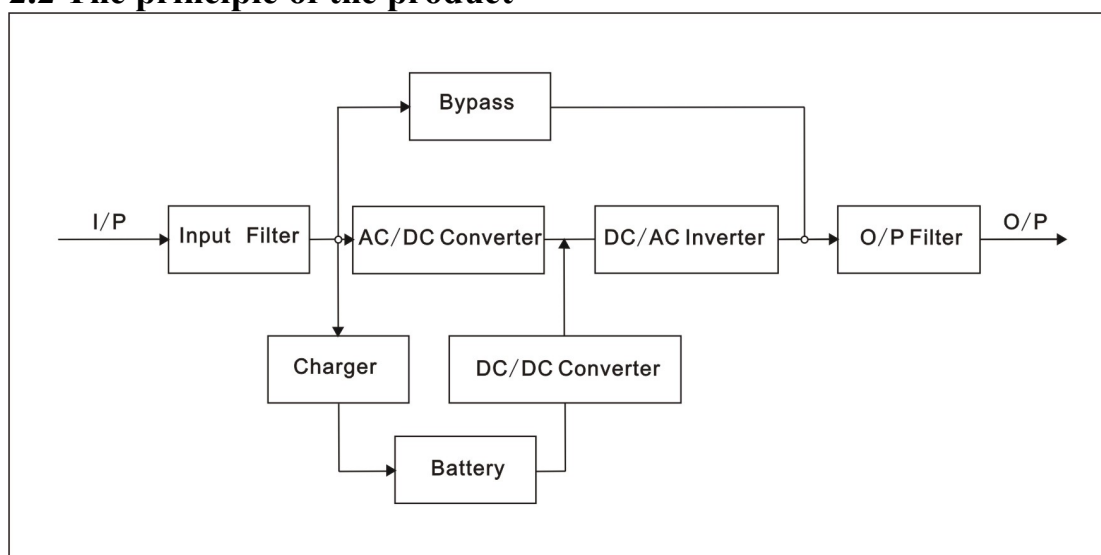 2.2 The principle of the product
Bypass
I/P
Input Filter
AC/DC Converter
DC/AC Inverter
O/P Filter
O/P
Charger
DC/DC Converter
Battery